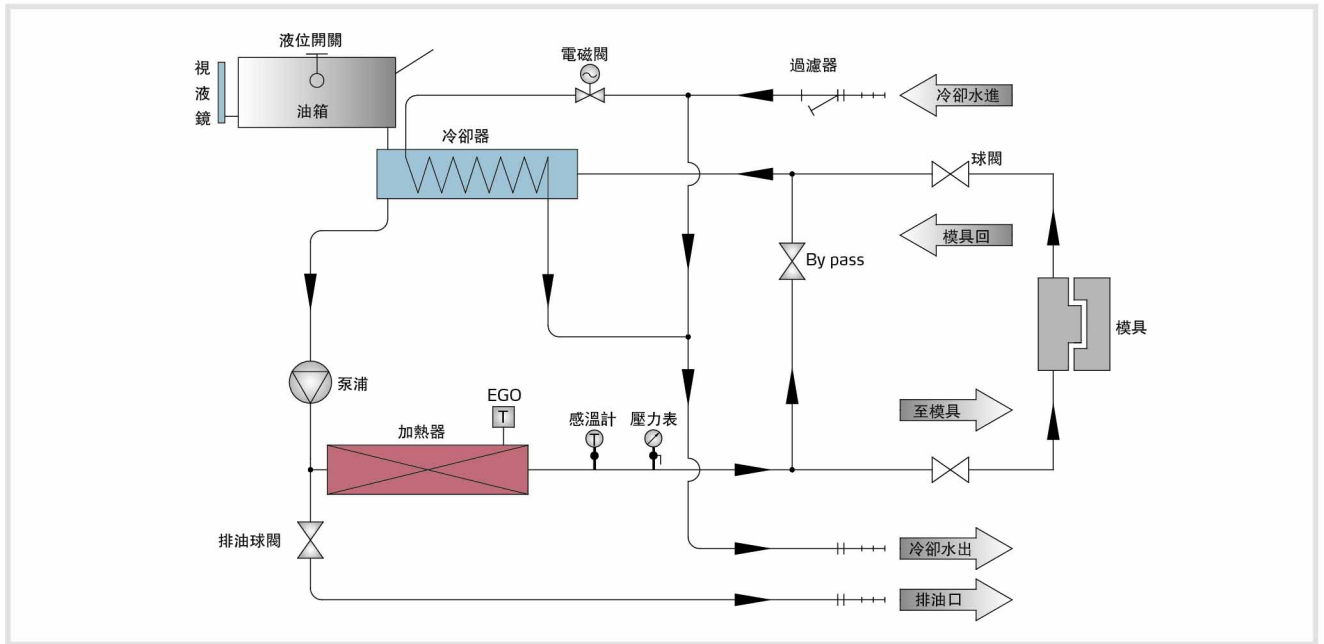 液位開關
視液鏡
油箱
電磁閥
過濾器
冷卻水進
冷卻器
球閥
模具回
By pass
模具
泵浦
EGO
T
加熱器
感溫計
T
壓力表
至模具
排油球閥
冷卻水出
排油口